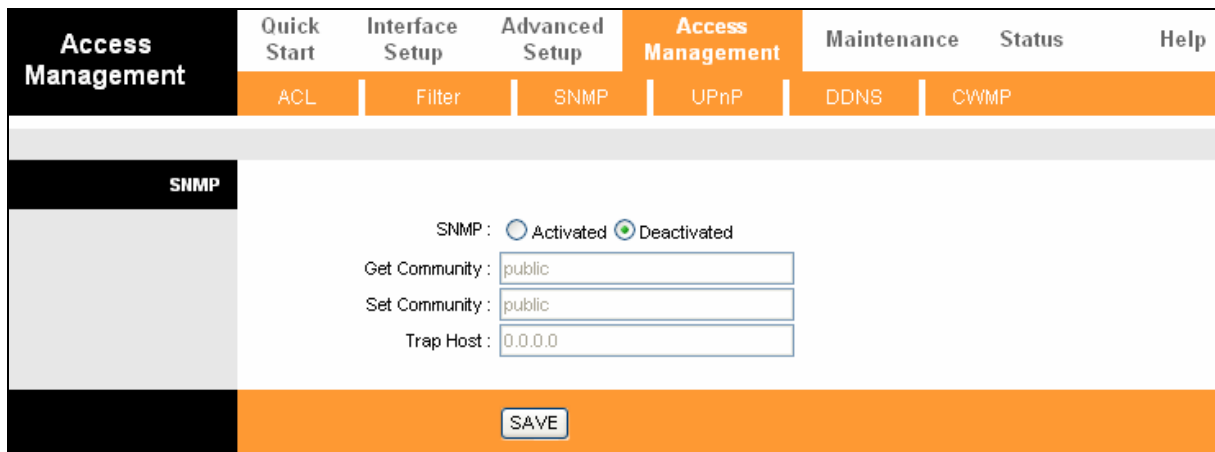 Access Management
Quick Start
Interface Setup
Advanced Setup
Access Management
Maintenance
Status
Help
ACL
Filter
SNMP
UPnP
DDNS
CWMP
SNMP
SNMP : Activated Deactivated
Get Community : public
Set Community : public
Trap Host : 0.0.0.0
SAVE